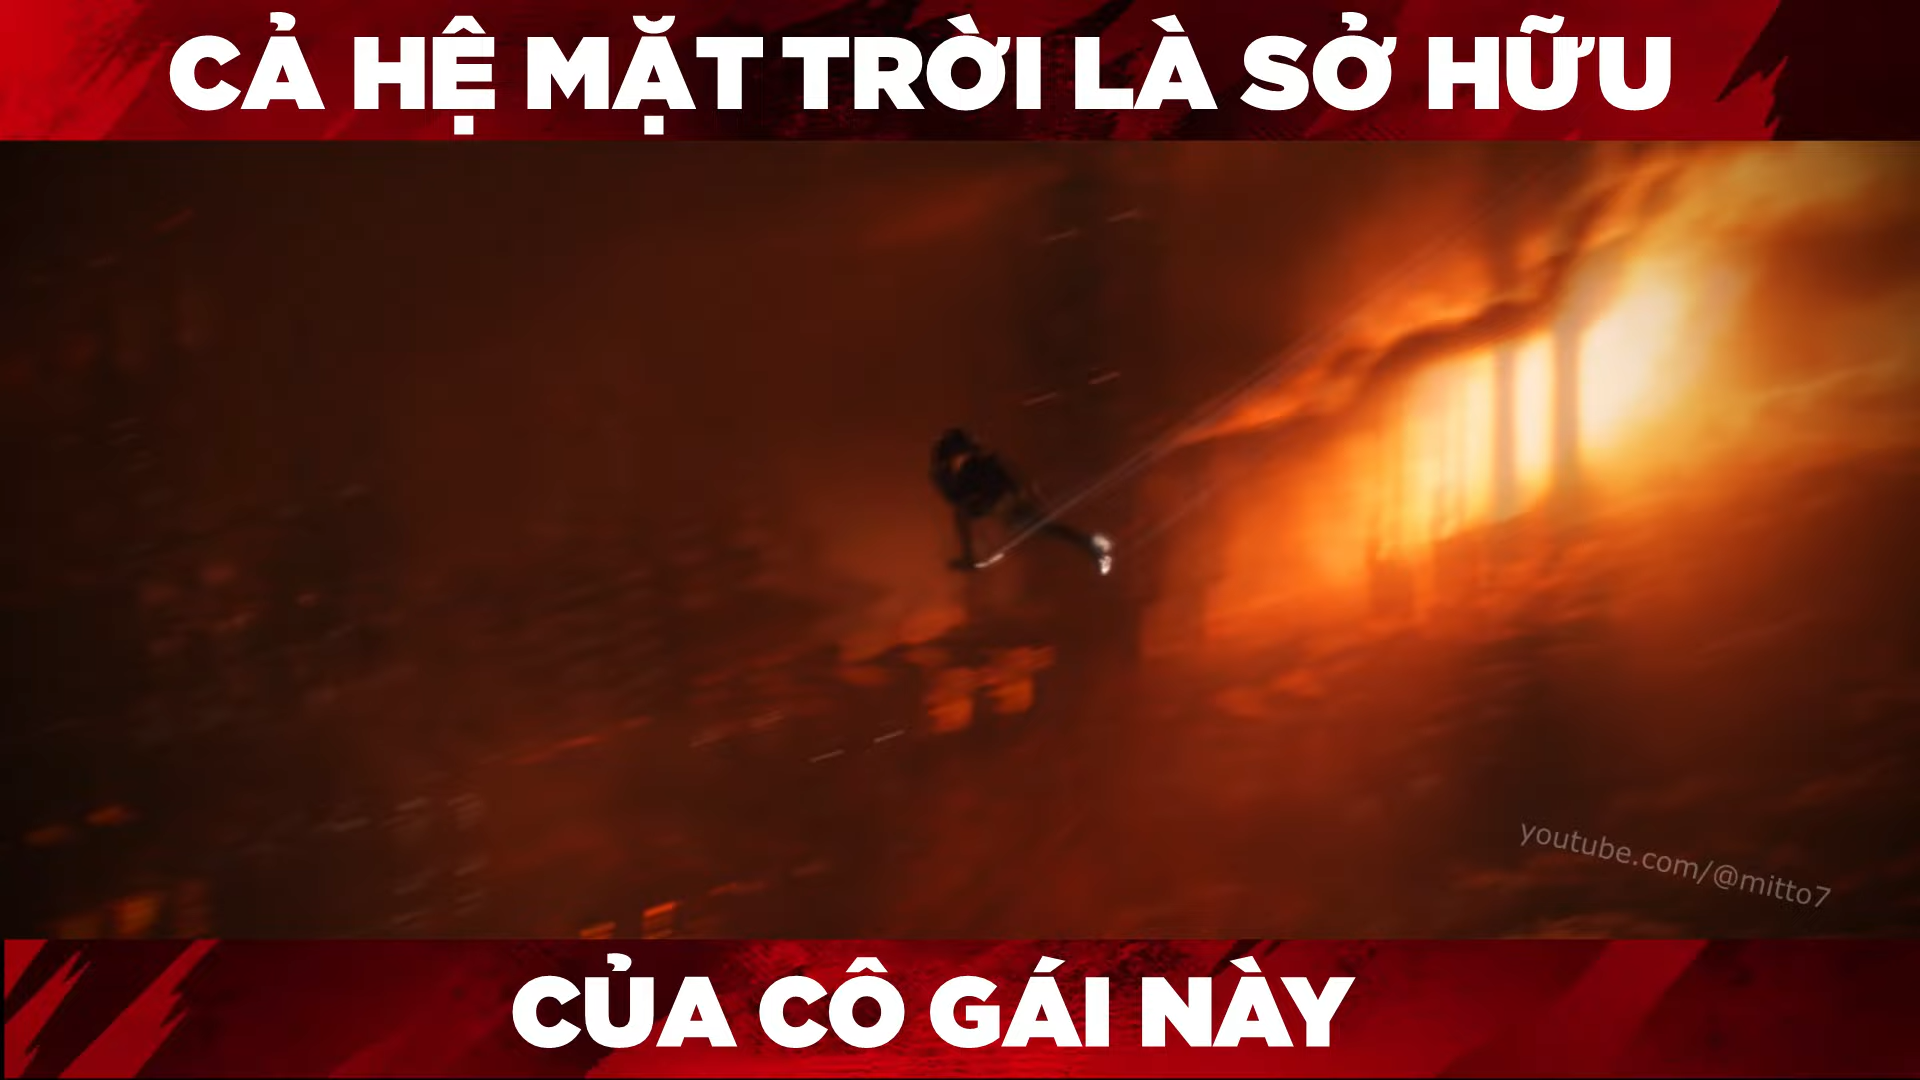 CẢ HỆ MẶT TRỜI LÀ SỞ HỮU
youtube.com/@mitto7
CỦA CÔ GÁI NÀY